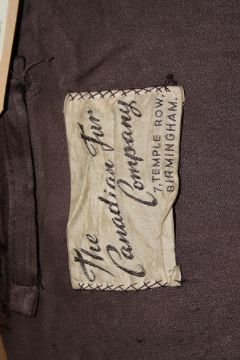 The
Canadian Fur
Company
7, TEMPLE ROW,
BIRMINGHAM.